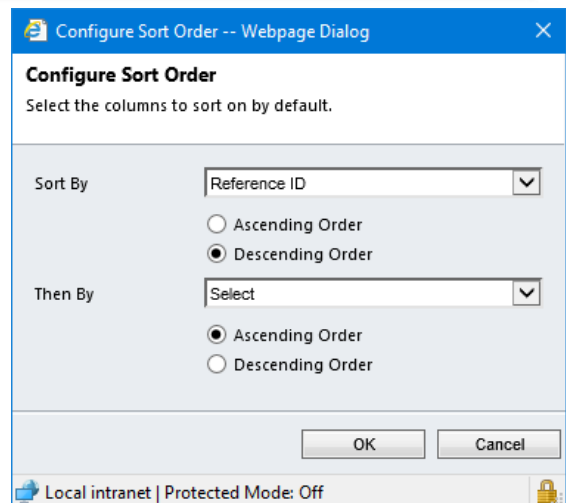 Configure Sort Order -- Webpage Dialog
Configure Sort Order
Select the columns to sort on by default.
Sort By
Reference ID
Ascending Order
Descending Order
Then By
Select
Ascending Order
Descending Order
OK
Cancel
Local intranet | Protected Mode: Off